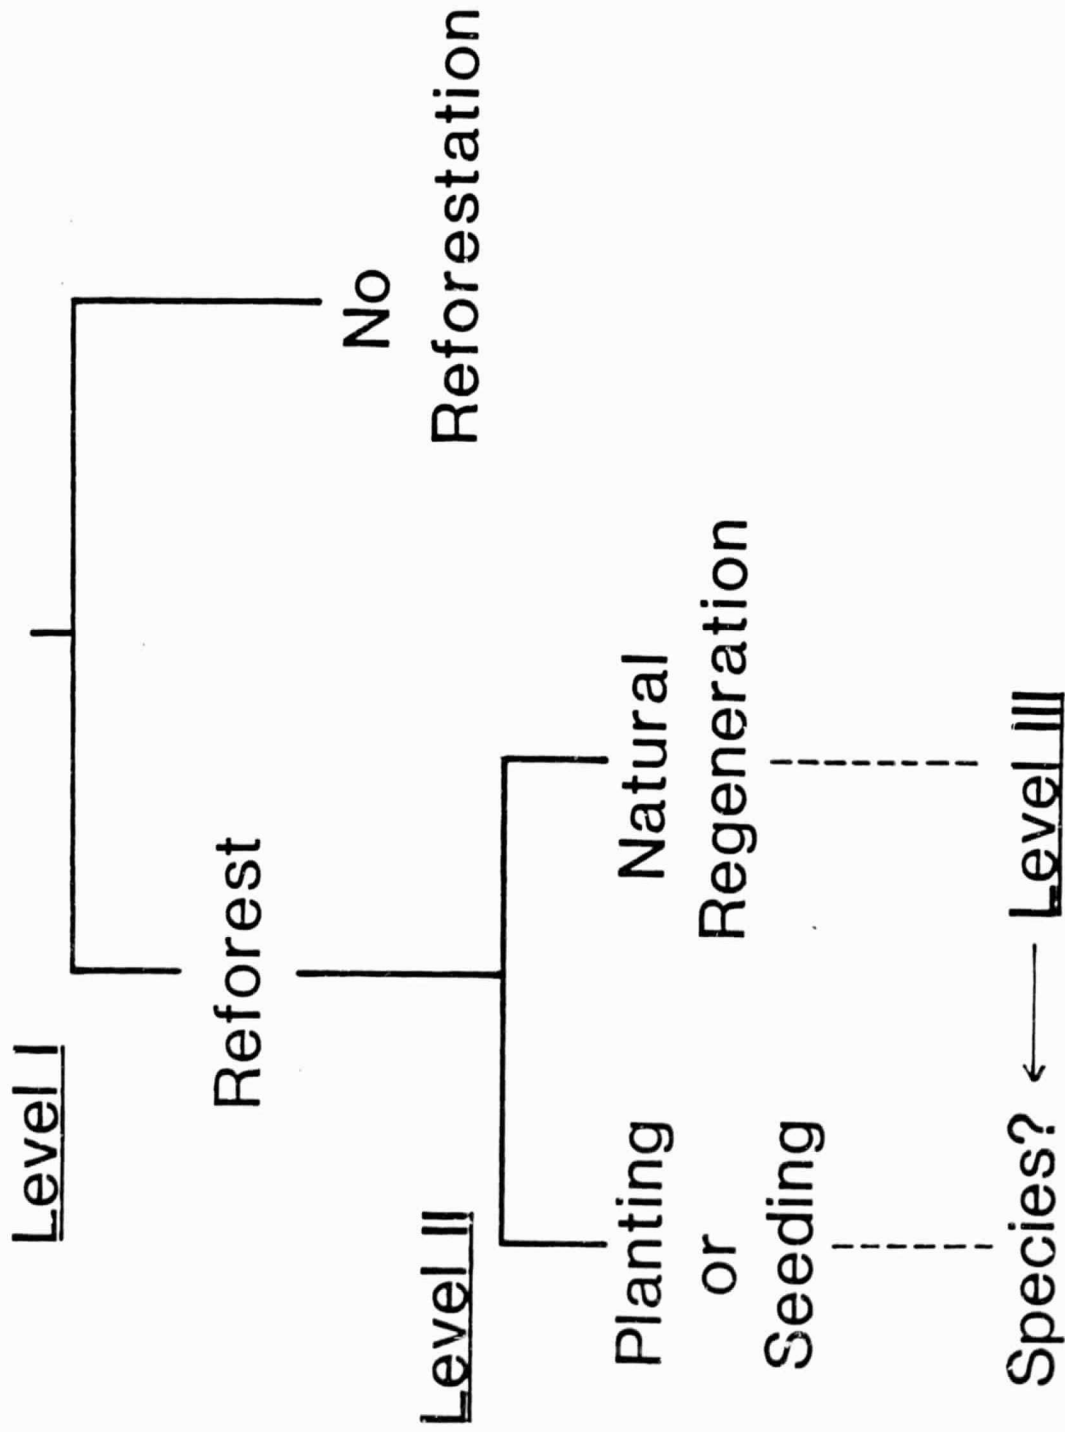 Level I
Reforest
No
Reforestation
Level II
Planting
or
Seeding
Natural
Regeneration
Species? ← Level III